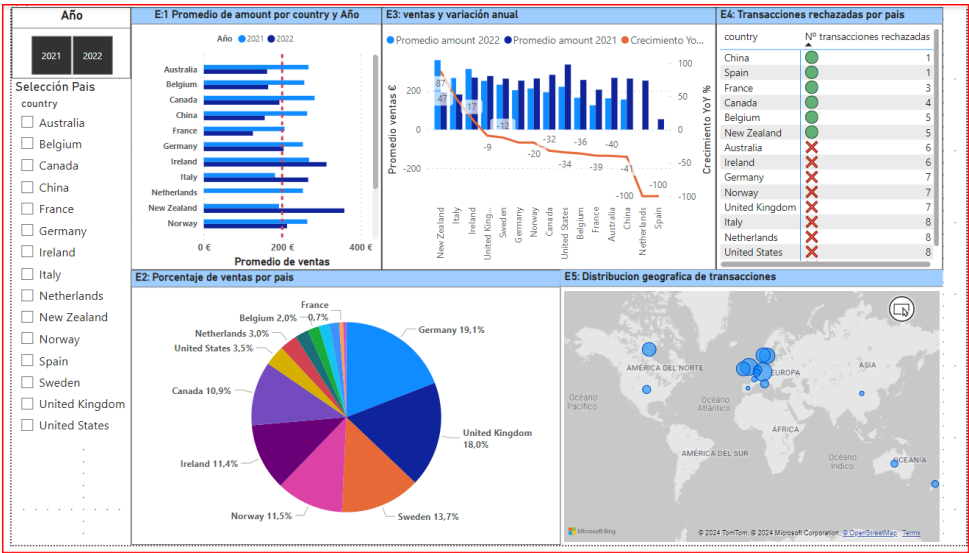 Año
2021 2022
Selección Pais
country
Australia
Belgium
Canada
China
France
Germany
Ireland
Italy
Netherlands
New Zealand
Norway
Spain
Sweden
United Kingdom
United States
E:1 Promedio de amount por country y Año
Año 2021 2022
Australia
Belgium
Canada
China
France
Germany
Ireland
Italy
Netherlands
New Zealand
Norway
0 € 200 € 400 €
Promedio de ventas
E3: ventas y variación anual
Promedio amount 2022 Promedio amount 2021 Crecimiento Yo...
Promedio ventas €
200
0
-200
87
47
17
-9
-12
-20
-32
-34
-36
-39
-40
-41
-100
-100
100
50
0
-50
-100
Crecimiento YoY %
New Zealand
Italy
Ireland
United King...
Sweden
Germany
Norway
Canada
United States
Belgium
France
Australia
China
Netherlands
Spain
E4: Transacciones rechazadas por pais
country Nº transacciones rechazadas
China 1
Spain 1
France 3
Canada 4
Belgium 5
New Zealand 5
Australia 6
Ireland 6
Germany 7
Norway 7
United Kingdom 7
Italy 8
Netherlands 8
United States 8
E2: Porcentaje de ventas por pais
France
0,7%
Belgium 2,0%
Netherlands 3,0%
United States 3,5%
Canada 10,9%
Ireland 11,4%
Norway 11,5%
Sweden 13,7%
United Kingdom
18,0%
Germany 19,1%
E5: Distribucion geografica de transacciones
AMÉRICA DEL NORTE
EUROPA
ASIA
Océano
Pacífico
Océano
Atlántico
ÁFRICA
AMÉRICA DEL SUR
Océano
Índico
OCEANÍA
Microsoft Bing
© 2024 TomTom, © 2024 Microsoft Corporation, © OpenStreetMap Terms